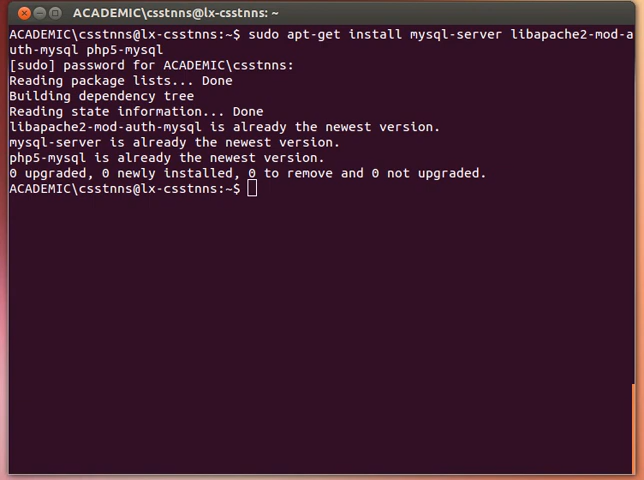 ACADEMIC\csstnns@lx-csstnns: ~
ACADEMIC\csstnns@lx-csstnns:~$ sudo apt-get install mysql-server libapache2-mod-a
uth-mysql php5-mysql
[sudo] password for ACADEMIC\csstnns:
Reading package lists... Done
Building dependency tree
Reading state information... Done
libapache2-mod-auth-mysql is already the newest version.
mysql-server is already the newest version.
php5-mysql is already the newest version.
0 upgraded, 0 newly installed, 0 to remove and 0 not upgraded.
ACADEMIC\csstnns@lx-csstnns:~$